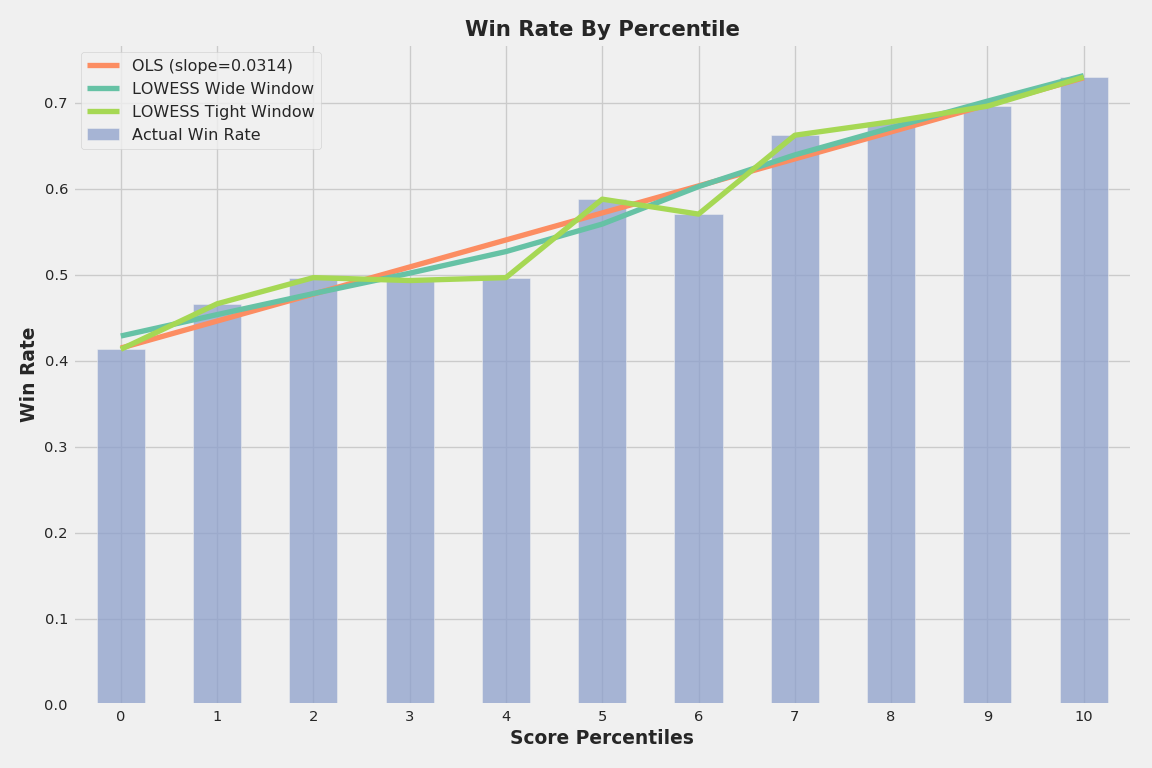 Win Rate By Percentile
OLS (slope=0.0314)
LOWESS Wide Window
LOWESS Tight Window
Actual Win Rate
Win Rate
0.7
0.6
0.5
0.4
0.3
0.2
0.1
0.0
0 1 2 3 4 5 6 7 8 9 10
Score Percentiles